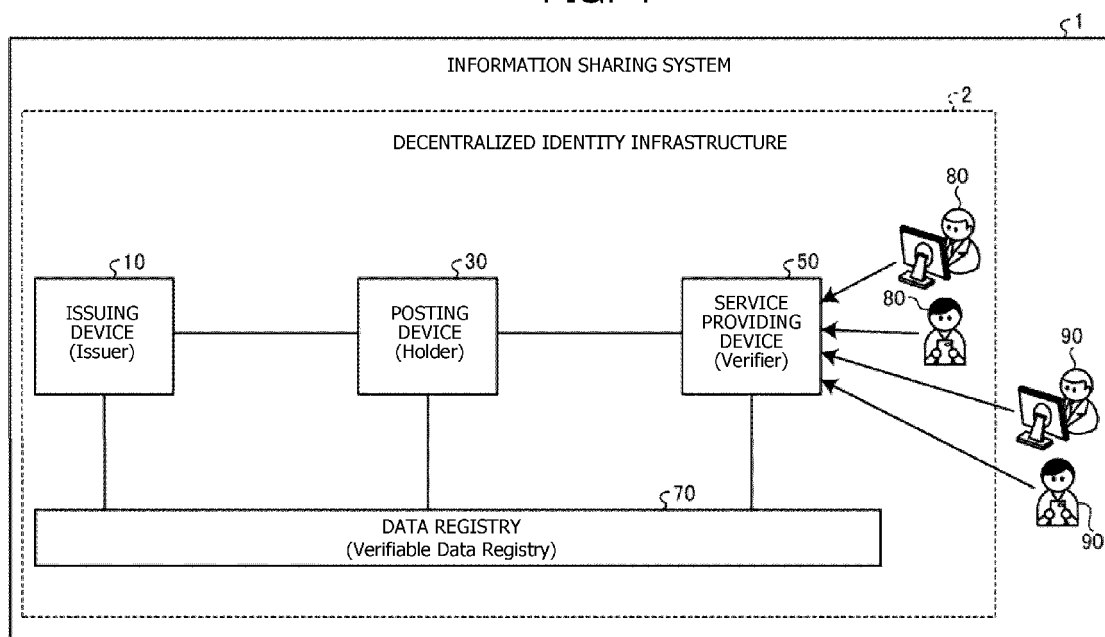 1
INFORMATION SHARING SYSTEM
2
DECENTRALIZED IDENTITY INFRASTRUCTURE
80
10
30
50
ISSUING
DEVICE
(Issuer)
POSTING
DEVICE
(Holder)
SERVICE
PROVIDING
DEVICE
(Verifier)
80
90
90
70
DATA REGISTRY
(Verifiable Data Registry)